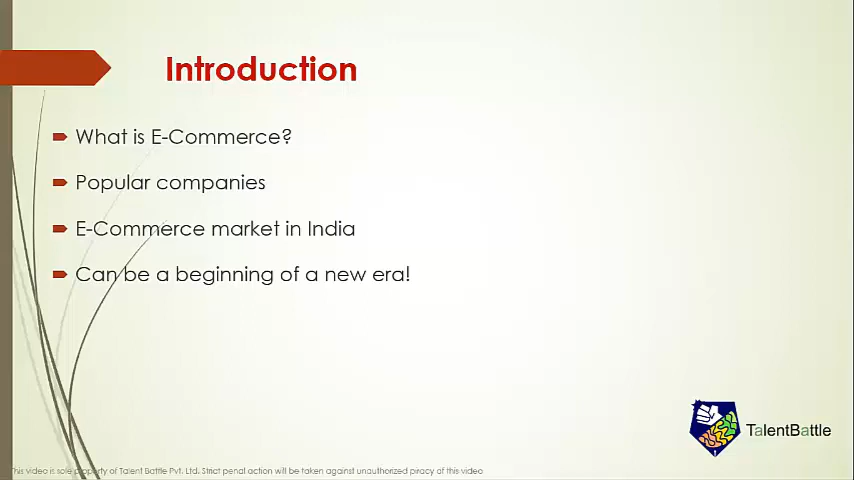 Introduction
What is E-Commerce?
Popular companies
E-Commerce market in India
Can be a beginning of a new era!
TalentBattle
This video is sole property of Talent Battle Pvt. Ltd. Strict penal action will be taken against unauthorized piracy of this video